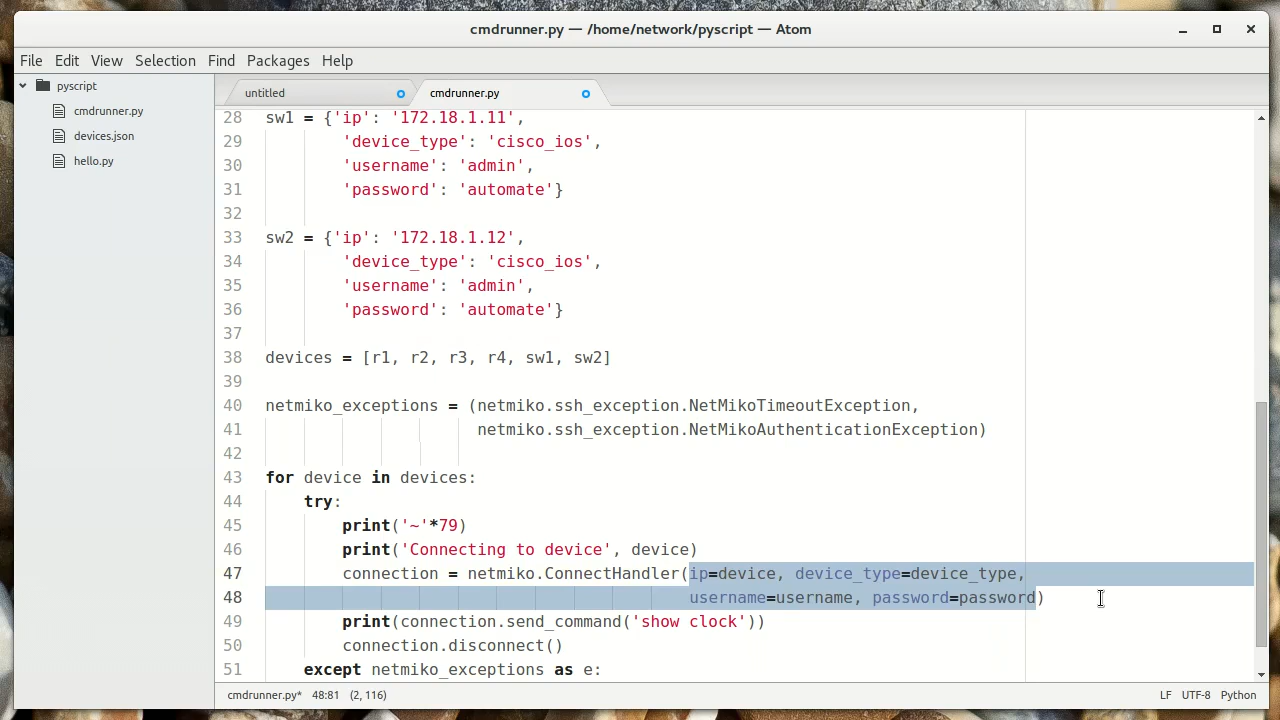 cmdrunner.py — /home/network/pyscript — Atom
File Edit View Selection Find Packages Help
pyscript
cmdrunner.py
devices.json
hello.py
untitled
cmdrunner.py
28 sw1 = {'ip': '172.18.1.11',
29 'device_type': 'cisco_ios',
30 'username': 'admin',
31 'password': 'automate'}
32
33 sw2 = {'ip': '172.18.1.12',
34 'device_type': 'cisco_ios',
35 'username': 'admin',
36 'password': 'automate'}
37
38 devices = [r1, r2, r3, r4, sw1, sw2]
39
40 netmiko_exceptions = (netmiko.ssh_exception.NetMikoTimeoutException,
41 netmiko.ssh_exception.NetMikoAuthenticationException)
42
43 for device in devices:
44 try:
45 print('~'*79)
46 print('Connecting to device', device)
47 connection = netmiko.ConnectHandler(ip=device, device_type=device_type,
48 username=username, password=password)
49 print(connection.send_command('show clock'))
50 connection.disconnect()
51 except netmiko_exceptions as e:
cmdrunner.py* 48:81 (2, 116) LF UTF-8 Python